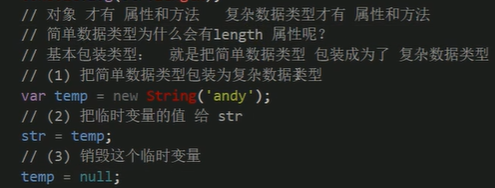 // 对象 才有 属性和方法   复杂数据类型才有 属性和方法
// 简单数据类型为什么会有length 属性呢?
// 基本包装类型:   就是把简单数据类型 包装成为了 复杂数据类型
// (1) 把简单数据类型包装为复杂数据类型
var temp = new String('andy');
// (2) 把临时变量的值 给 str
str = temp;
// (3) 销毁这个临时变量
temp = null;